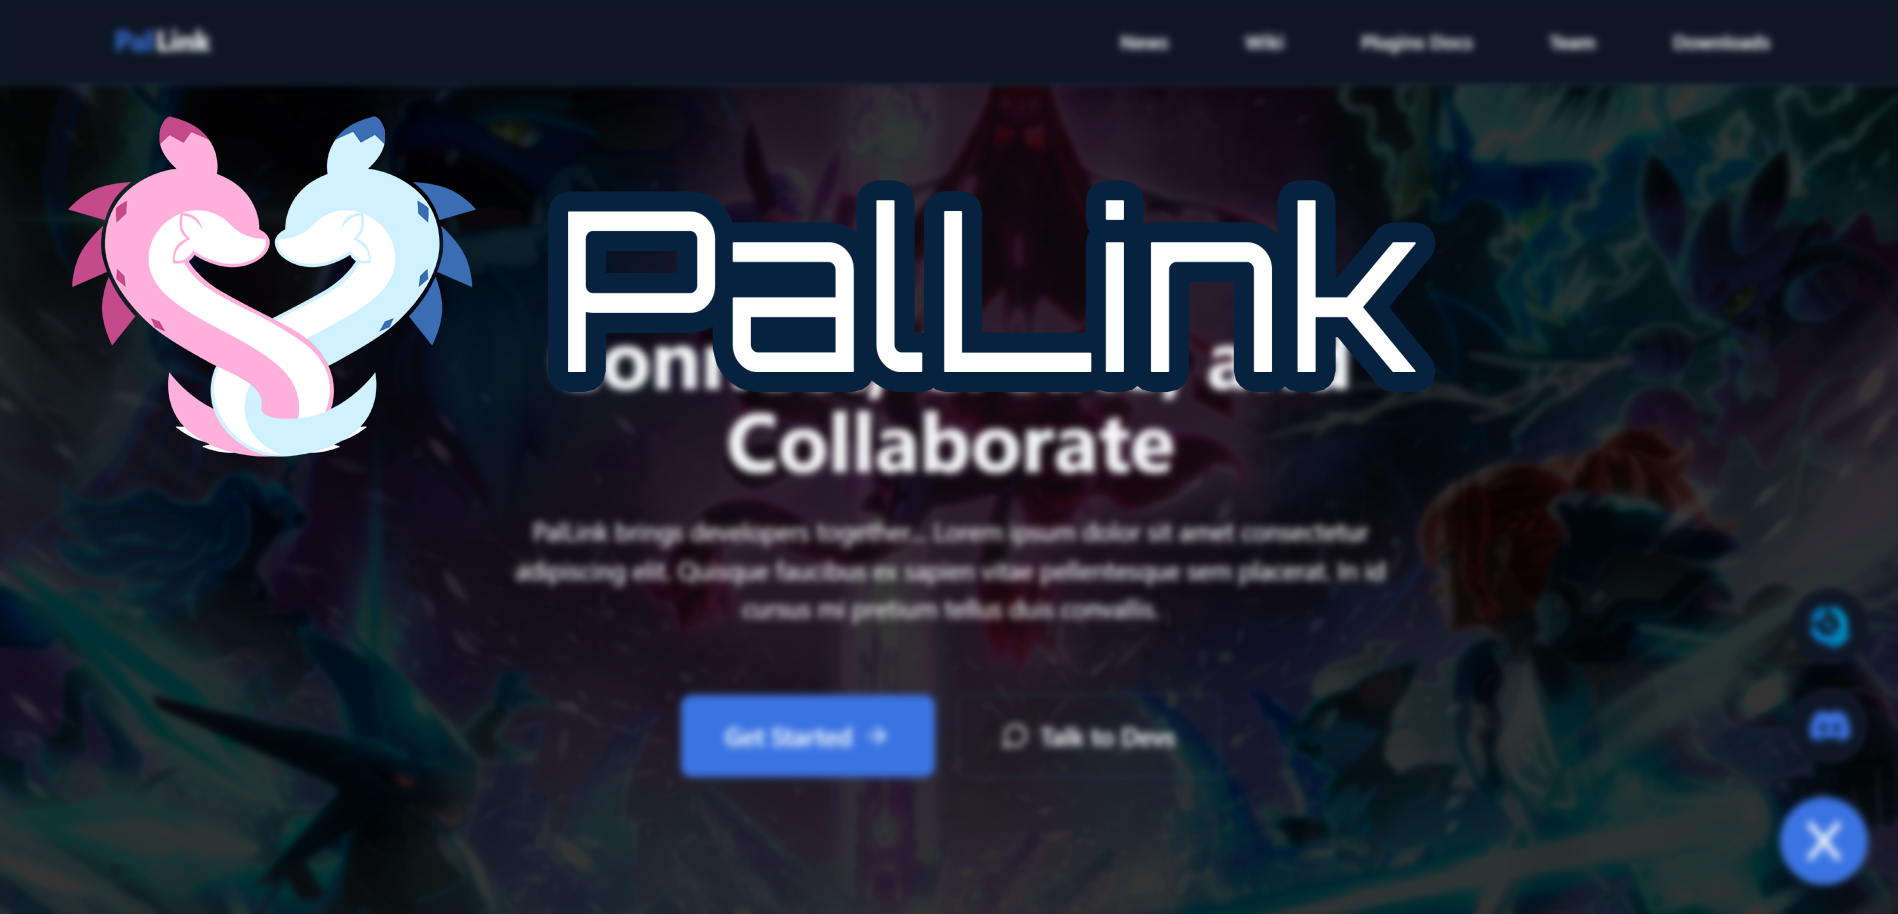 PalLink
News Wiki Plugins Docs Team Downloads
PalLink
Collaborate
PalLink brings developers together... Lorem ipsum dolor sit amet consectetur
adipiscing elit. Quisque faucibus ex sapien vitae pellentesque sem placerat. In id
cursus mi pretium tellus duis convallis.
Get Started →
Talk to Devs